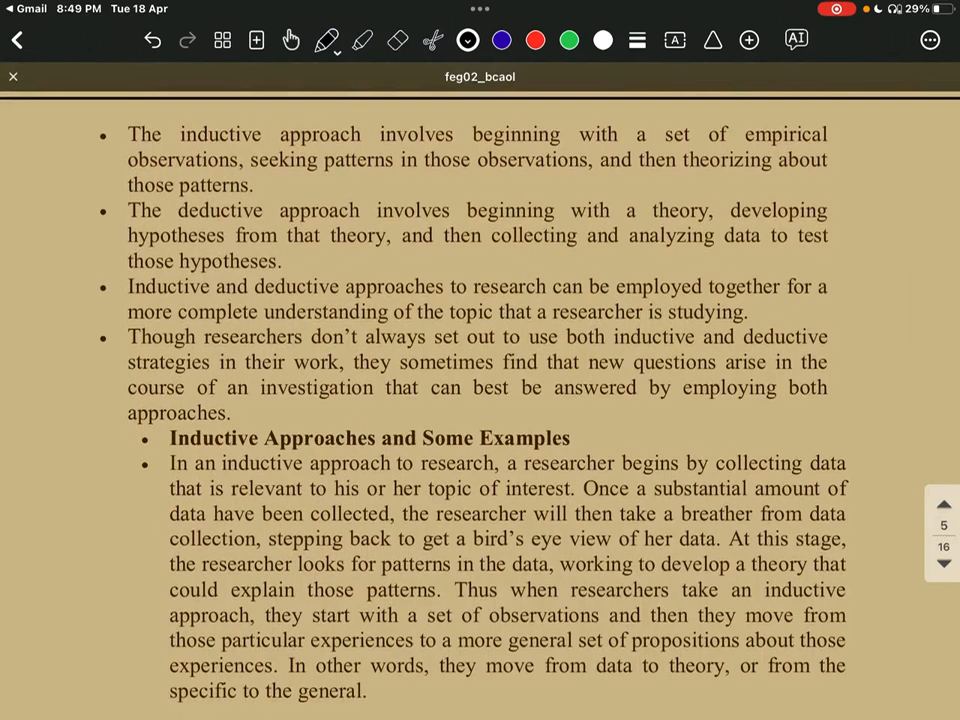 Gmail 8:49 PM Tue 18 Apr 29%
A AI
feg02_bcaol
• The inductive approach involves beginning with a set of empirical
observations, seeking patterns in those observations, and then theorizing about
those patterns.
• The deductive approach involves beginning with a theory, developing
hypotheses from that theory, and then collecting and analyzing data to test
those hypotheses.
• Inductive and deductive approaches to research can be employed together for a
more complete understanding of the topic that a researcher is studying.
• Though researchers don’t always set out to use both inductive and deductive
strategies in their work, they sometimes find that new questions arise in the
course of an investigation that can best be answered by employing both
approaches.
• Inductive Approaches and Some Examples
• In an inductive approach to research, a researcher begins by collecting data
that is relevant to his or her topic of interest. Once a substantial amount of
data have been collected, the researcher will then take a breather from data
collection, stepping back to get a bird’s eye view of her data. At this stage,
the researcher looks for patterns in the data, working to develop a theory that
could explain those patterns. Thus when researchers take an inductive
approach, they start with a set of observations and then they move from
those particular experiences to a more general set of propositions about those
experiences. In other words, they move from data to theory, or from the
specific to the general.
5
16